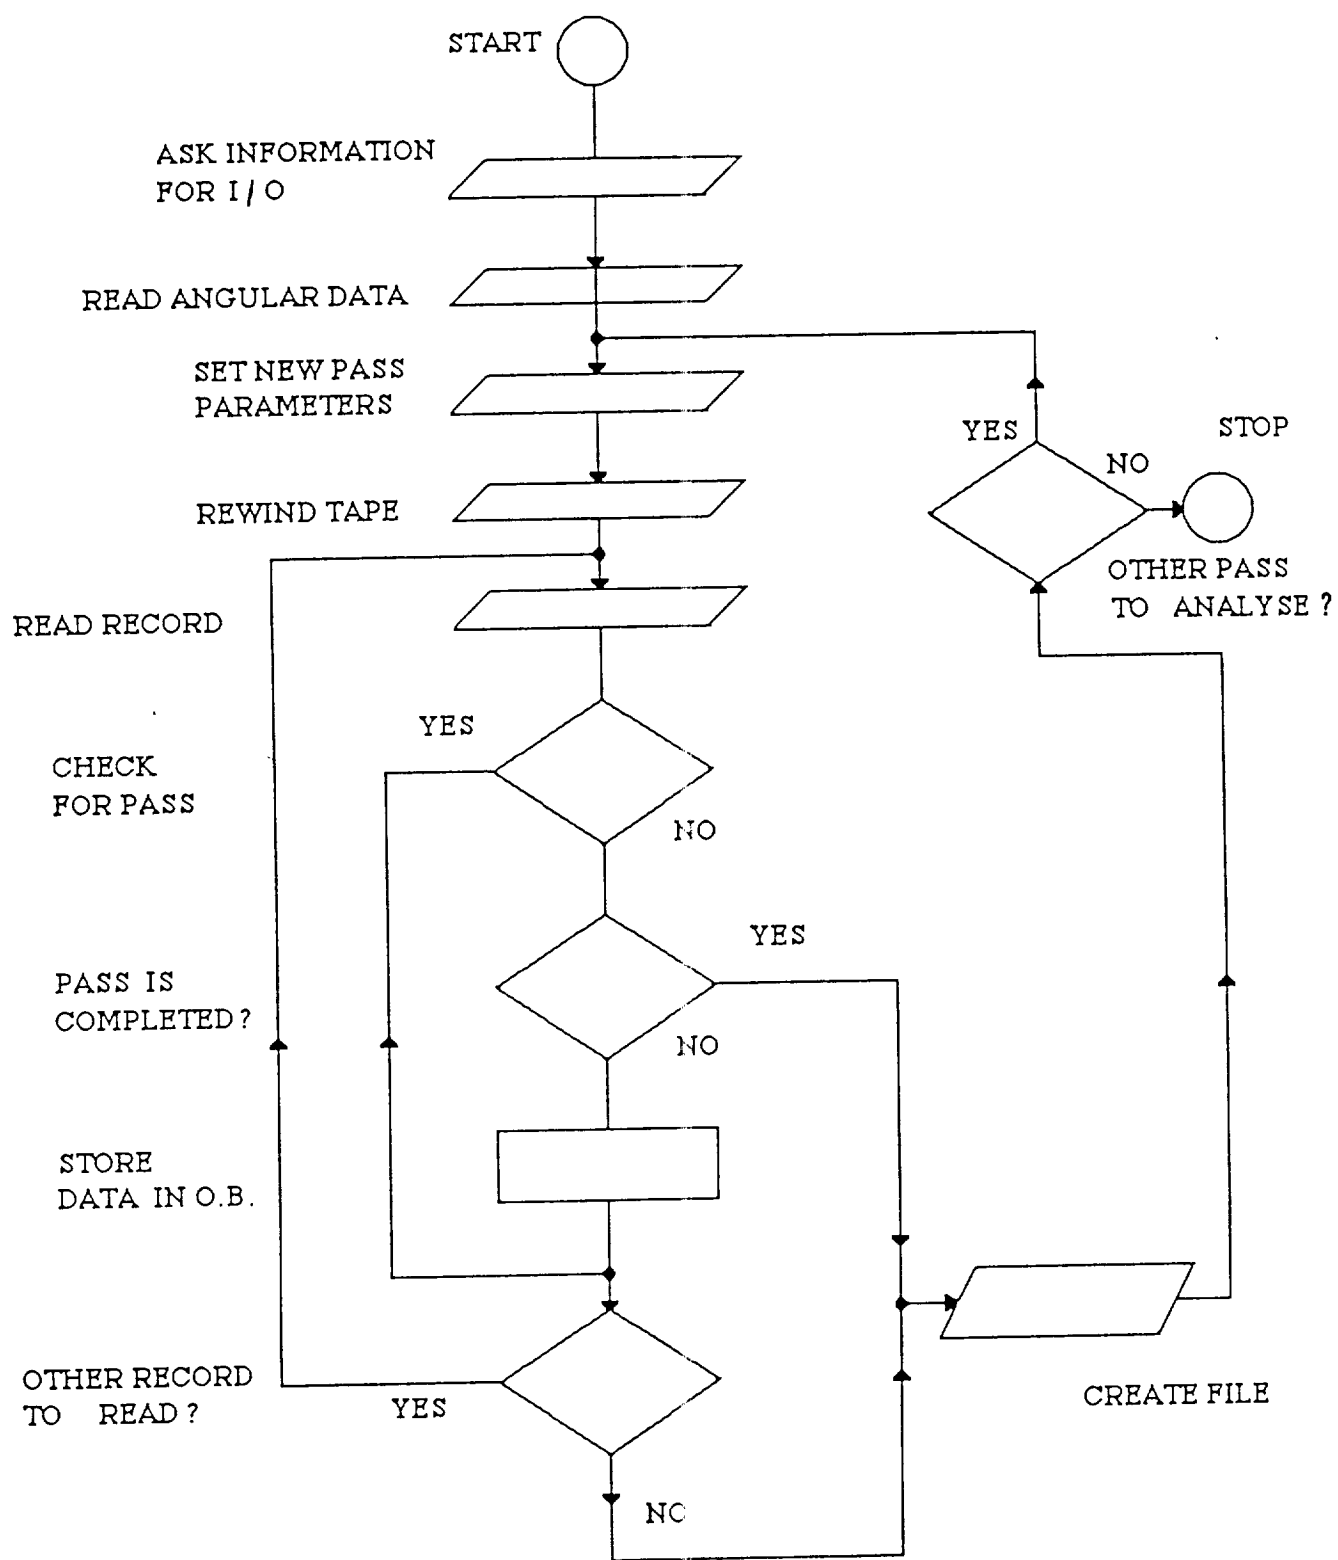 START
ASK INFORMATION
FOR I / O
READ ANGULAR DATA
SET NEW PASS
PARAMETERS
REWIND TAPE
READ RECORD
YES
CHECK
FOR PASS
NO
PASS IS
COMPLETED ?
YES
NO
STORE
DATA IN O.B.
OTHER RECORD
TO READ ?
YES
NO
CREATE FILE
YES
NO
STOP
OTHER PASS
TO ANALYSE ?